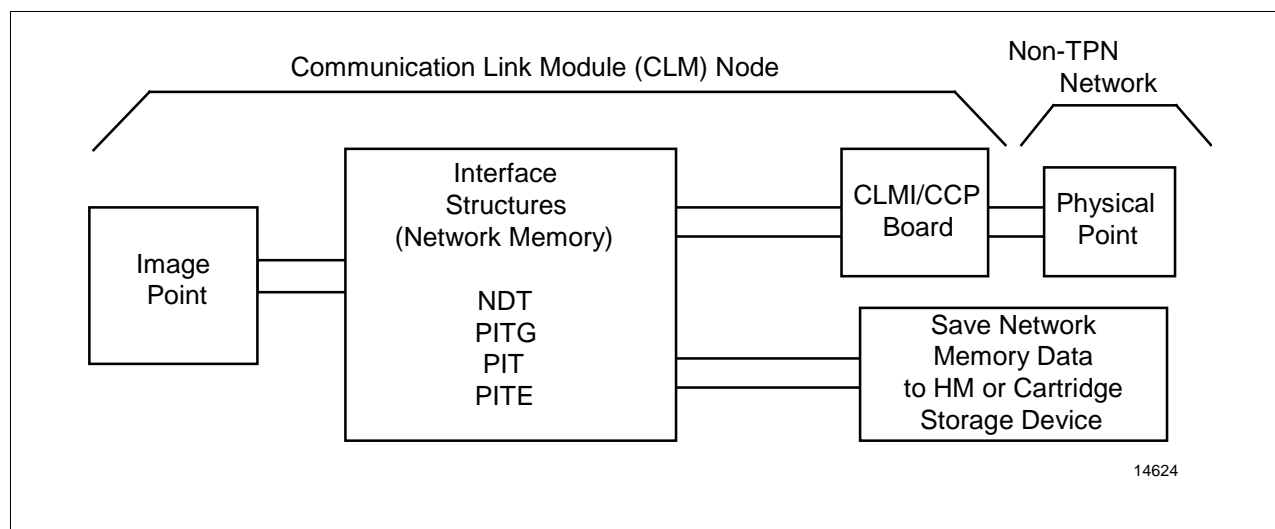 Communication Link Module (CLM) Node
Non-TPN
Network
Image
Point
Interface
Structures
(Network Memory)
NDT
PITG
PIT
PITE
CLMI/CCP
Board
Physical
Point
Save Network
Memory Data
to HM or Cartridge
Storage Device
14624